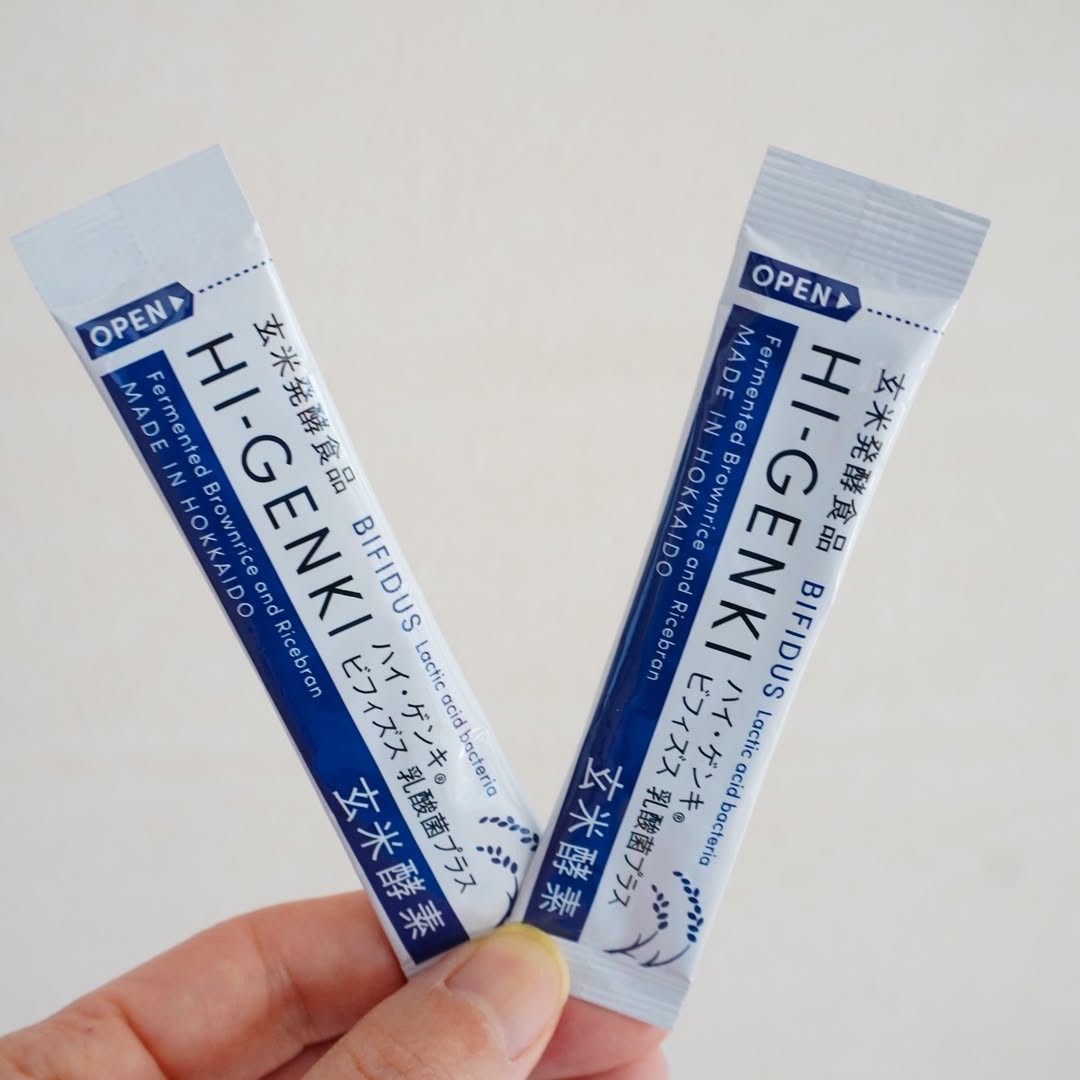 OPEN
玄米発酵食品 BIFIDUS Lactic acid bacteria
HI-GENKI ハイ・ゲンキ®
ビフィズス 乳酸菌プラス
Fermented Brownrice and Ricebran
MADE IN HOKKAIDO
玄米酵素
OPEN
玄米発酵食品 BIFIDUS Lactic acid bacteria
HI-GENKI ハイ・ゲンキ®
ビフィズス 乳酸菌プラス
Fermented Brownrice and Ricebran
MADE IN HOKKAIDO
玄米酵素